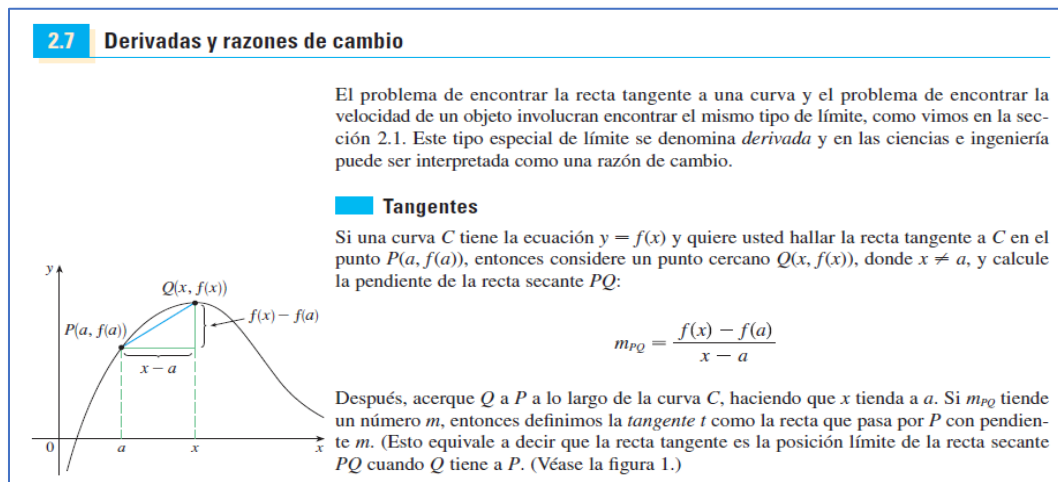 2.7 Derivadas y razones de cambio
El problema de encontrar la recta tangente a una curva y el problema de encontrar la
velocidad de un objeto involucran encontrar el mismo tipo de límite, como vimos en la sec-
ción 2.1. Este tipo especial de límite se denomina derivada y en las ciencias e ingeniería
puede ser interpretada como una razón de cambio.
Tangentes
Si una curva C tiene la ecuación y = f(x) y quiere usted hallar la recta tangente a C en el
punto P(a, f(a)), entonces considere un punto cercano Q(x, f(x)), donde x ≠ a, y calcule
la pendiente de la recta secante PQ:
m_PQ = (f(x) − f(a)) / (x − a)
Después, acerque Q a P a lo largo de la curva C, haciendo que x tienda a a. Si m_PQ tiende
un número m, entonces definimos la tangente t como la recta que pasa por P con pendien-
te m. (Esto equivale a decir que la recta tangente es la posición límite de la recta secante
PQ cuando Q tiene a P. (Véase la figura 1.)
y
Q(x, f(x))
f(x) − f(a)
P(a, f(a))
x − a
0 a x x